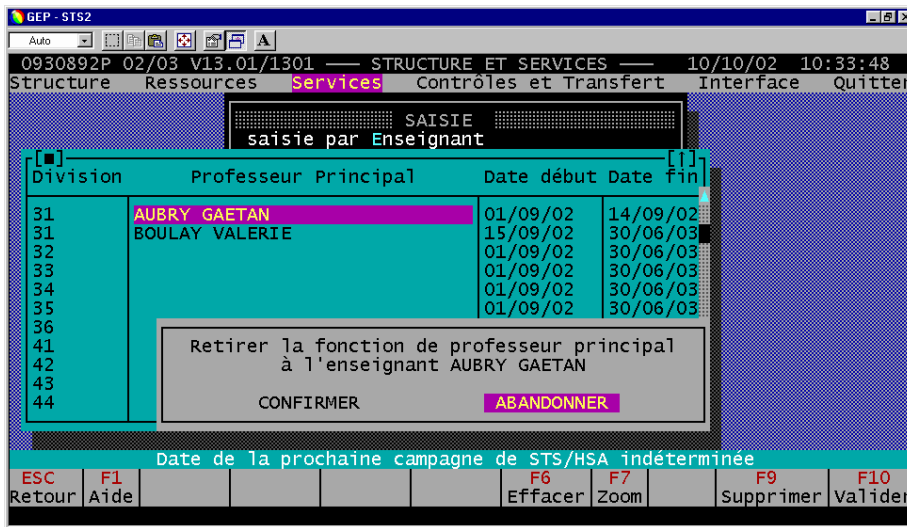 GEP - STS2
Auto
0930892P 02/03 V13.01/1301 STRUCTURE ET SERVICES 10/10/02 10:33:48
Structure Ressources Services Contrôles et Transfert Interface Quitter
SAISIE
saisie par Enseignant
[■] [↑]
Division Professeur Principal Date début Date fin
31 AUBRY GAETAN 01/09/02 14/09/02
31 BOULAY VALERIE 15/09/02 30/06/03
32 01/09/02 30/06/03
33 01/09/02 30/06/03
34 01/09/02 30/06/03
35 01/09/02 30/06/03
36
41
42
43
44
Retirer la fonction de professeur principal
à l'enseignant AUBRY GAETAN
CONFIRMER ABANDONNER
Date de la prochaine campagne de STS/HSA indéterminée
ESC F1 F6 F7 F9 F10
Retour Aide Effacer Zoom Supprimer Valider